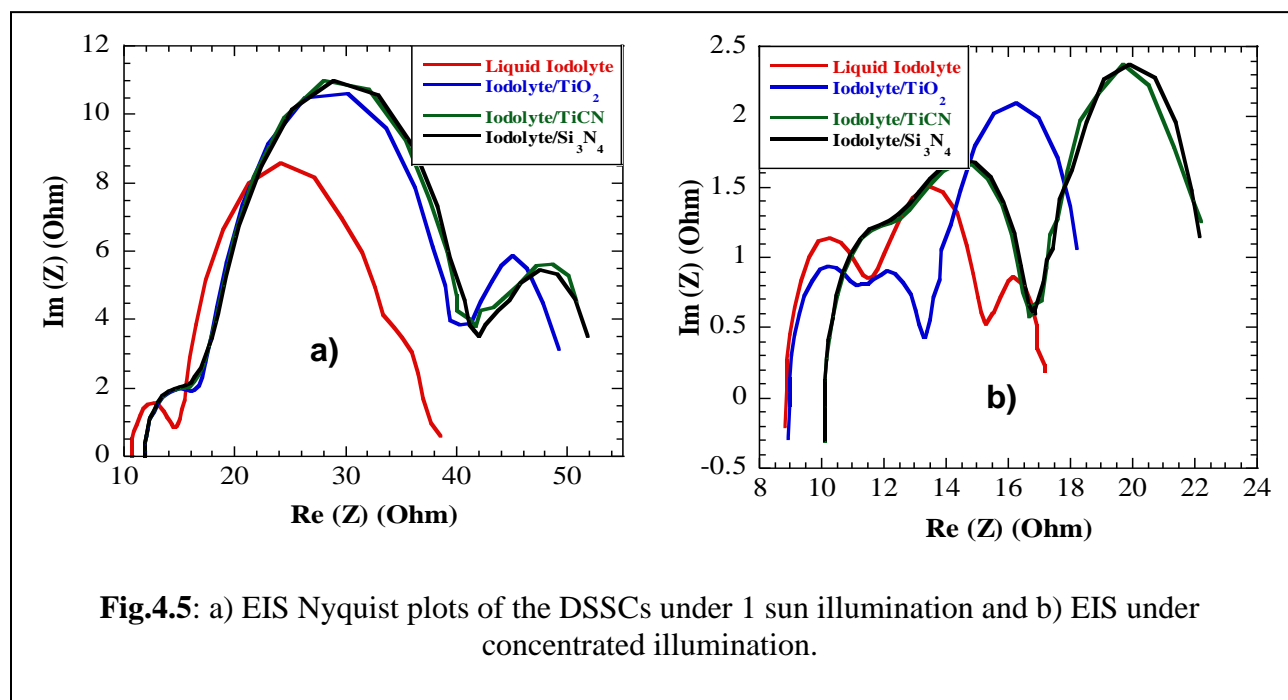 12
10
8
6
4
2
0
10
20
30
40
50
Im (Z) (Ohm)
Re (Z) (Ohm)
Liquid Iodolyte
Iodolyte/TiO2
Iodolyte/TiCN
Iodolyte/Si3N4
a)
2.5
2
1.5
1
0.5
0
-0.5
8
10
12
14
16
18
20
22
24
Im (Z) (Ohm)
Re (Z) (Ohm)
Liquid Iodolyte
Iodolyte/TiO2
Iodolyte/TiCN
Iodolyte/Si3N4
b)
Fig.4.5: a) EIS Nyquist plots of the DSSCs under 1 sun illumination and b) EIS under
concentrated illumination.